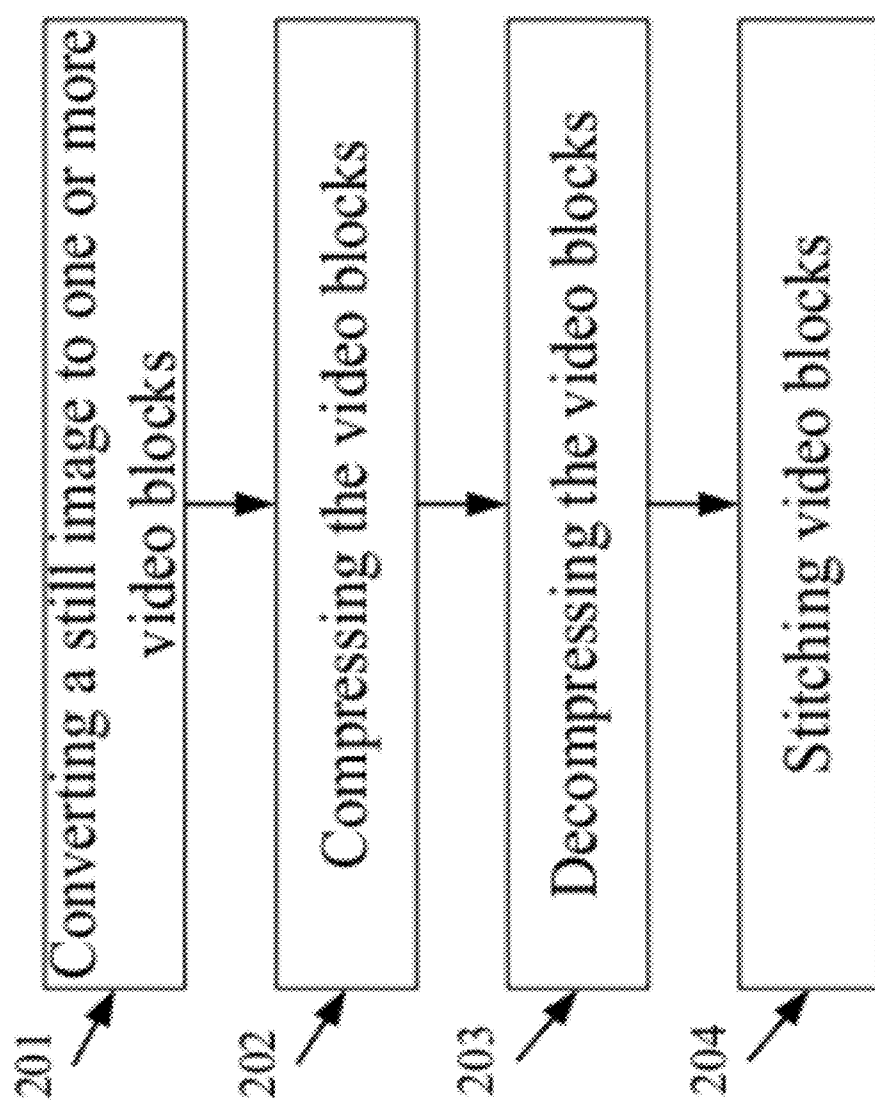 201
Converting a still image to one or more
video blocks
202
Compressing the video blocks
203
Decompressing the video blocks
204
Stitching video blocks